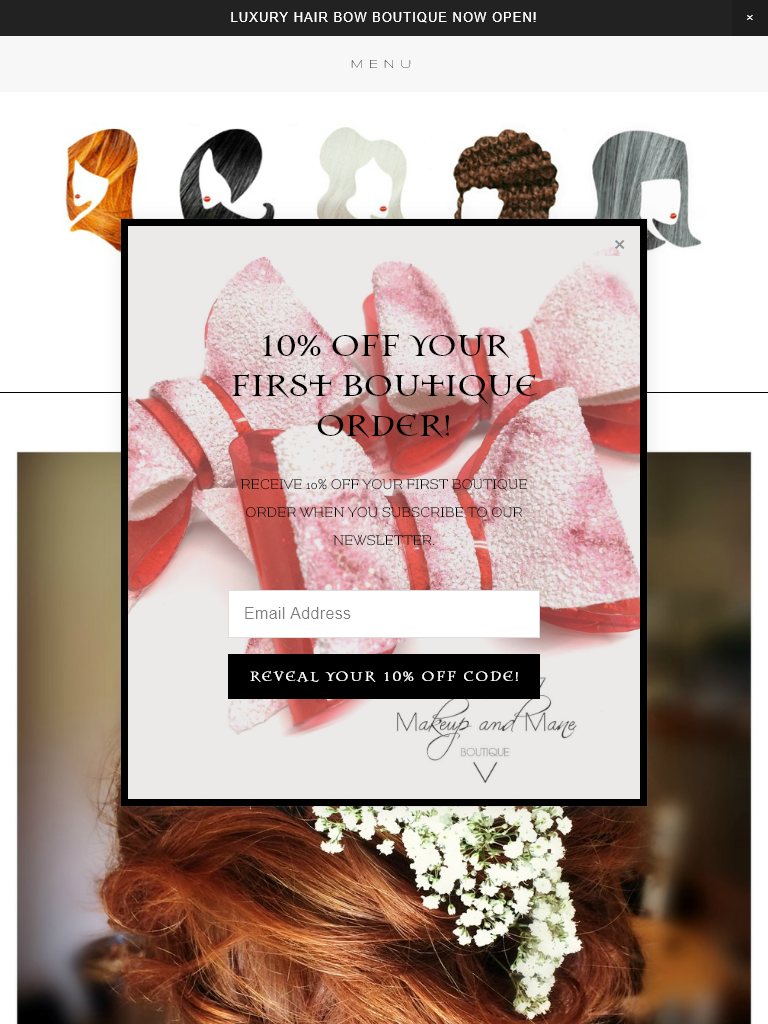 LUXURY HAIR BOW BOUTIQUE NOW OPEN!
×
MENU
×
10% OFF YOUR
FIRST BOUTIQUE
ORDER!
RECEIVE 10% OFF YOUR FIRST BOUTIQUE
ORDER WHEN YOU SUBSCRIBE TO OUR
NEWSLETTER.
Email Address
REVEAL YOUR 10% OFF CODE!
Makeup and Mane
BOUTIQUE